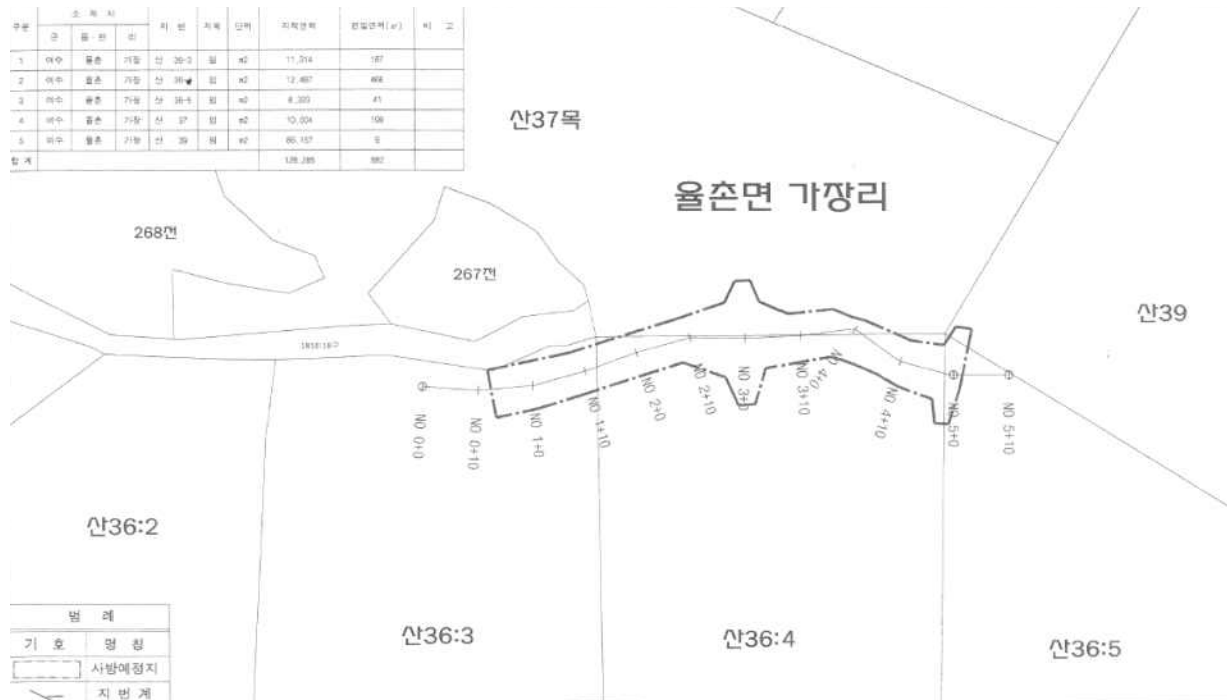 구분 소재지 지번 지목 단위 지적면적 편입면적(㎡) 비고
군 읍·면 리
1 여수 율촌 가장 산 36-3 임 m2 11,314 187
2 여수 율촌 가장 산 임 m2
3 여수 율촌 가장 산 36-5 임 m2 41
4 여수 율촌 가장 산 37 임 m2
5 여수 율촌 가장 산 39 임 m2
합계
산37목
율촌면 가장리
268전
267전
산39
NO 0+0
NO 0+10
NO 1+0
NO 1+10
NO 2+0
NO 2+10
NO 3+0
NO 3+10
NO 4+0
NO 4+10
NO 5+0
NO 5+10
산36:2
산36:3
산36:4
산36:5
범 례
기 호 명 칭
사방예정지
지 번 계